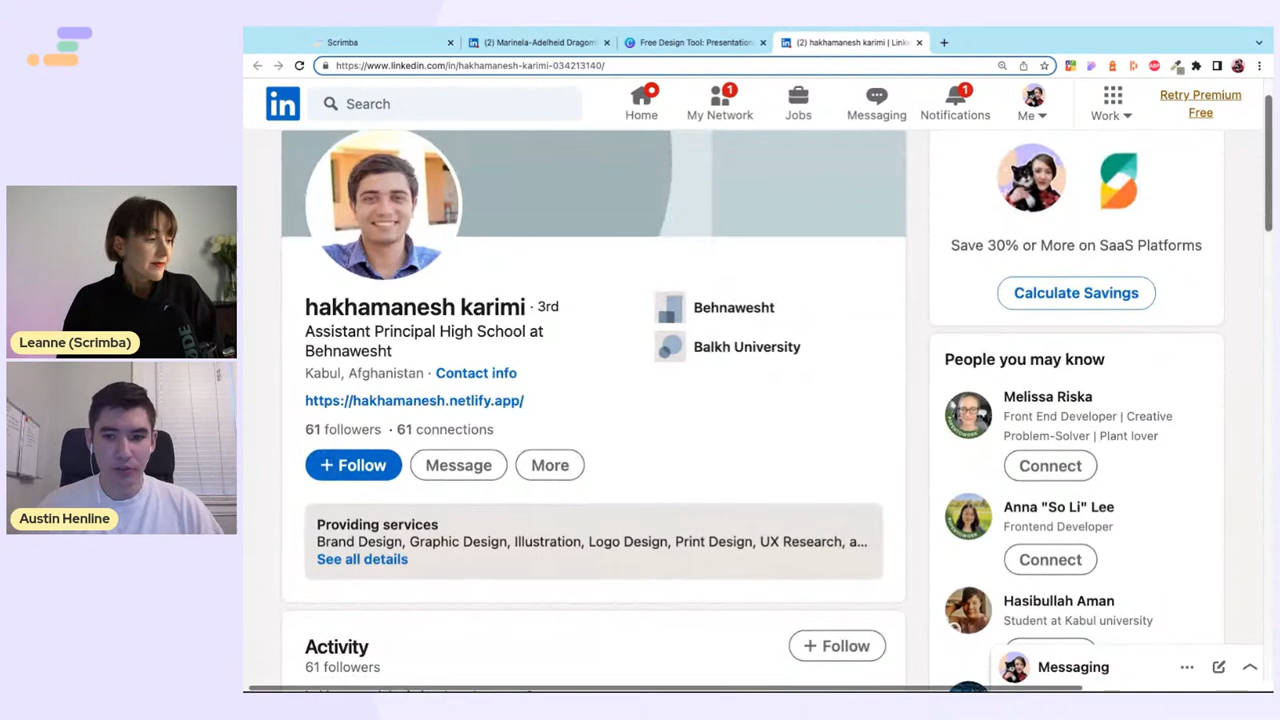 Scrimba
(2) Marinela-Adelheid Dragom
Free Design Tool: Presentation
(2) hakhamanesh karimi | Link
https://www.linkedin.com/in/hakhamanesh-karimi-034213140/
in
Search
Home
1
My Network
Jobs
Messaging
1
Notifications
Me
Work
Retry Premium
Free
hakhamanesh karimi · 3rd
Assistant Principal High School at
Behnawesht
Kabul, Afghanistan · Contact info
https://hakhamanesh.netlify.app/
61 followers · 61 connections
+ Follow
Message
More
Behnawesht
Balkh University
Providing services
Brand Design, Graphic Design, Illustration, Logo Design, Print Design, UX Research, a...
See all details
Activity
61 followers
+ Follow
Save 30% or More on SaaS Platforms
Calculate Savings
People you may know
Melissa Riska
Front End Developer | Creative
Problem-Solver | Plant lover
Connect
Anna "So Li" Lee
Frontend Developer
Connect
Hasibullah Aman
Student at Kabul university
Messaging
Leanne (Scrimba)
Austin Henline